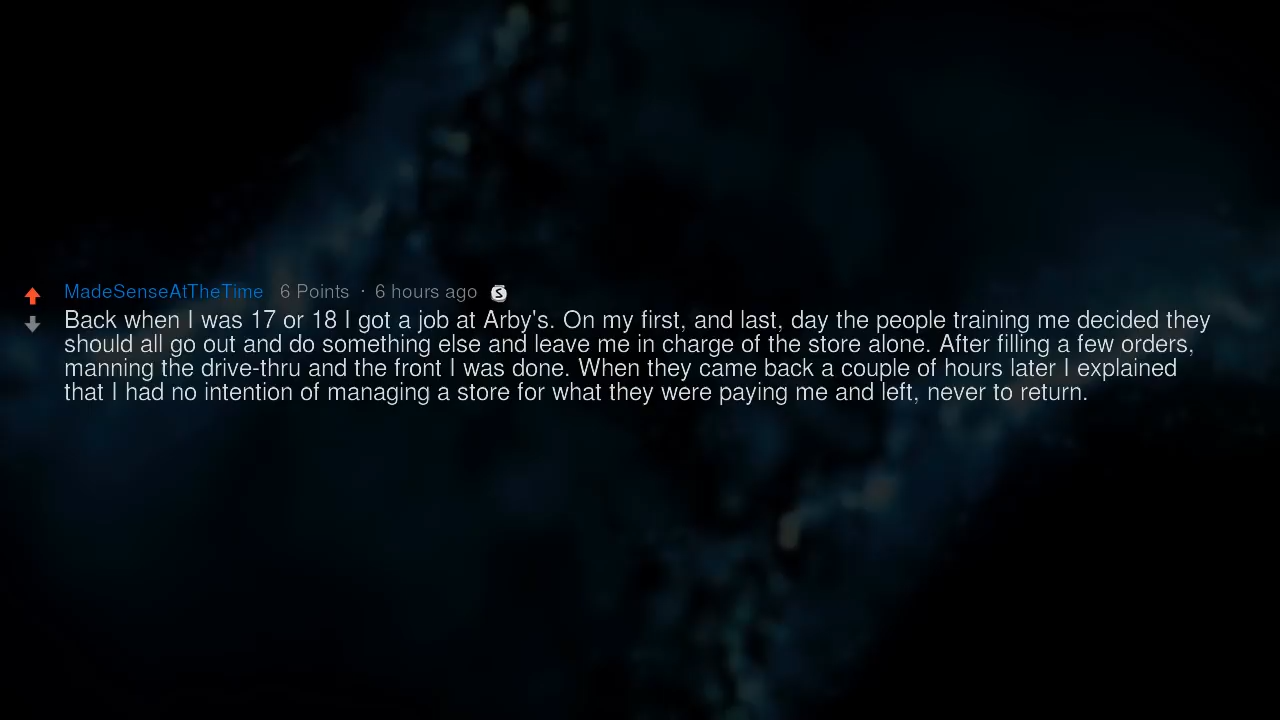 MadeSenseAtTheTime 6 Points · 6 hours ago S
Back when I was 17 or 18 I got a job at Arby's. On my first, and last, day the people training me decided they
should all go out and do something else and leave me in charge of the store alone. After filling a few orders,
manning the drive-thru and the front I was done. When they came back a couple of hours later I explained
that I had no intention of managing a store for what they were paying me and left, never to return.